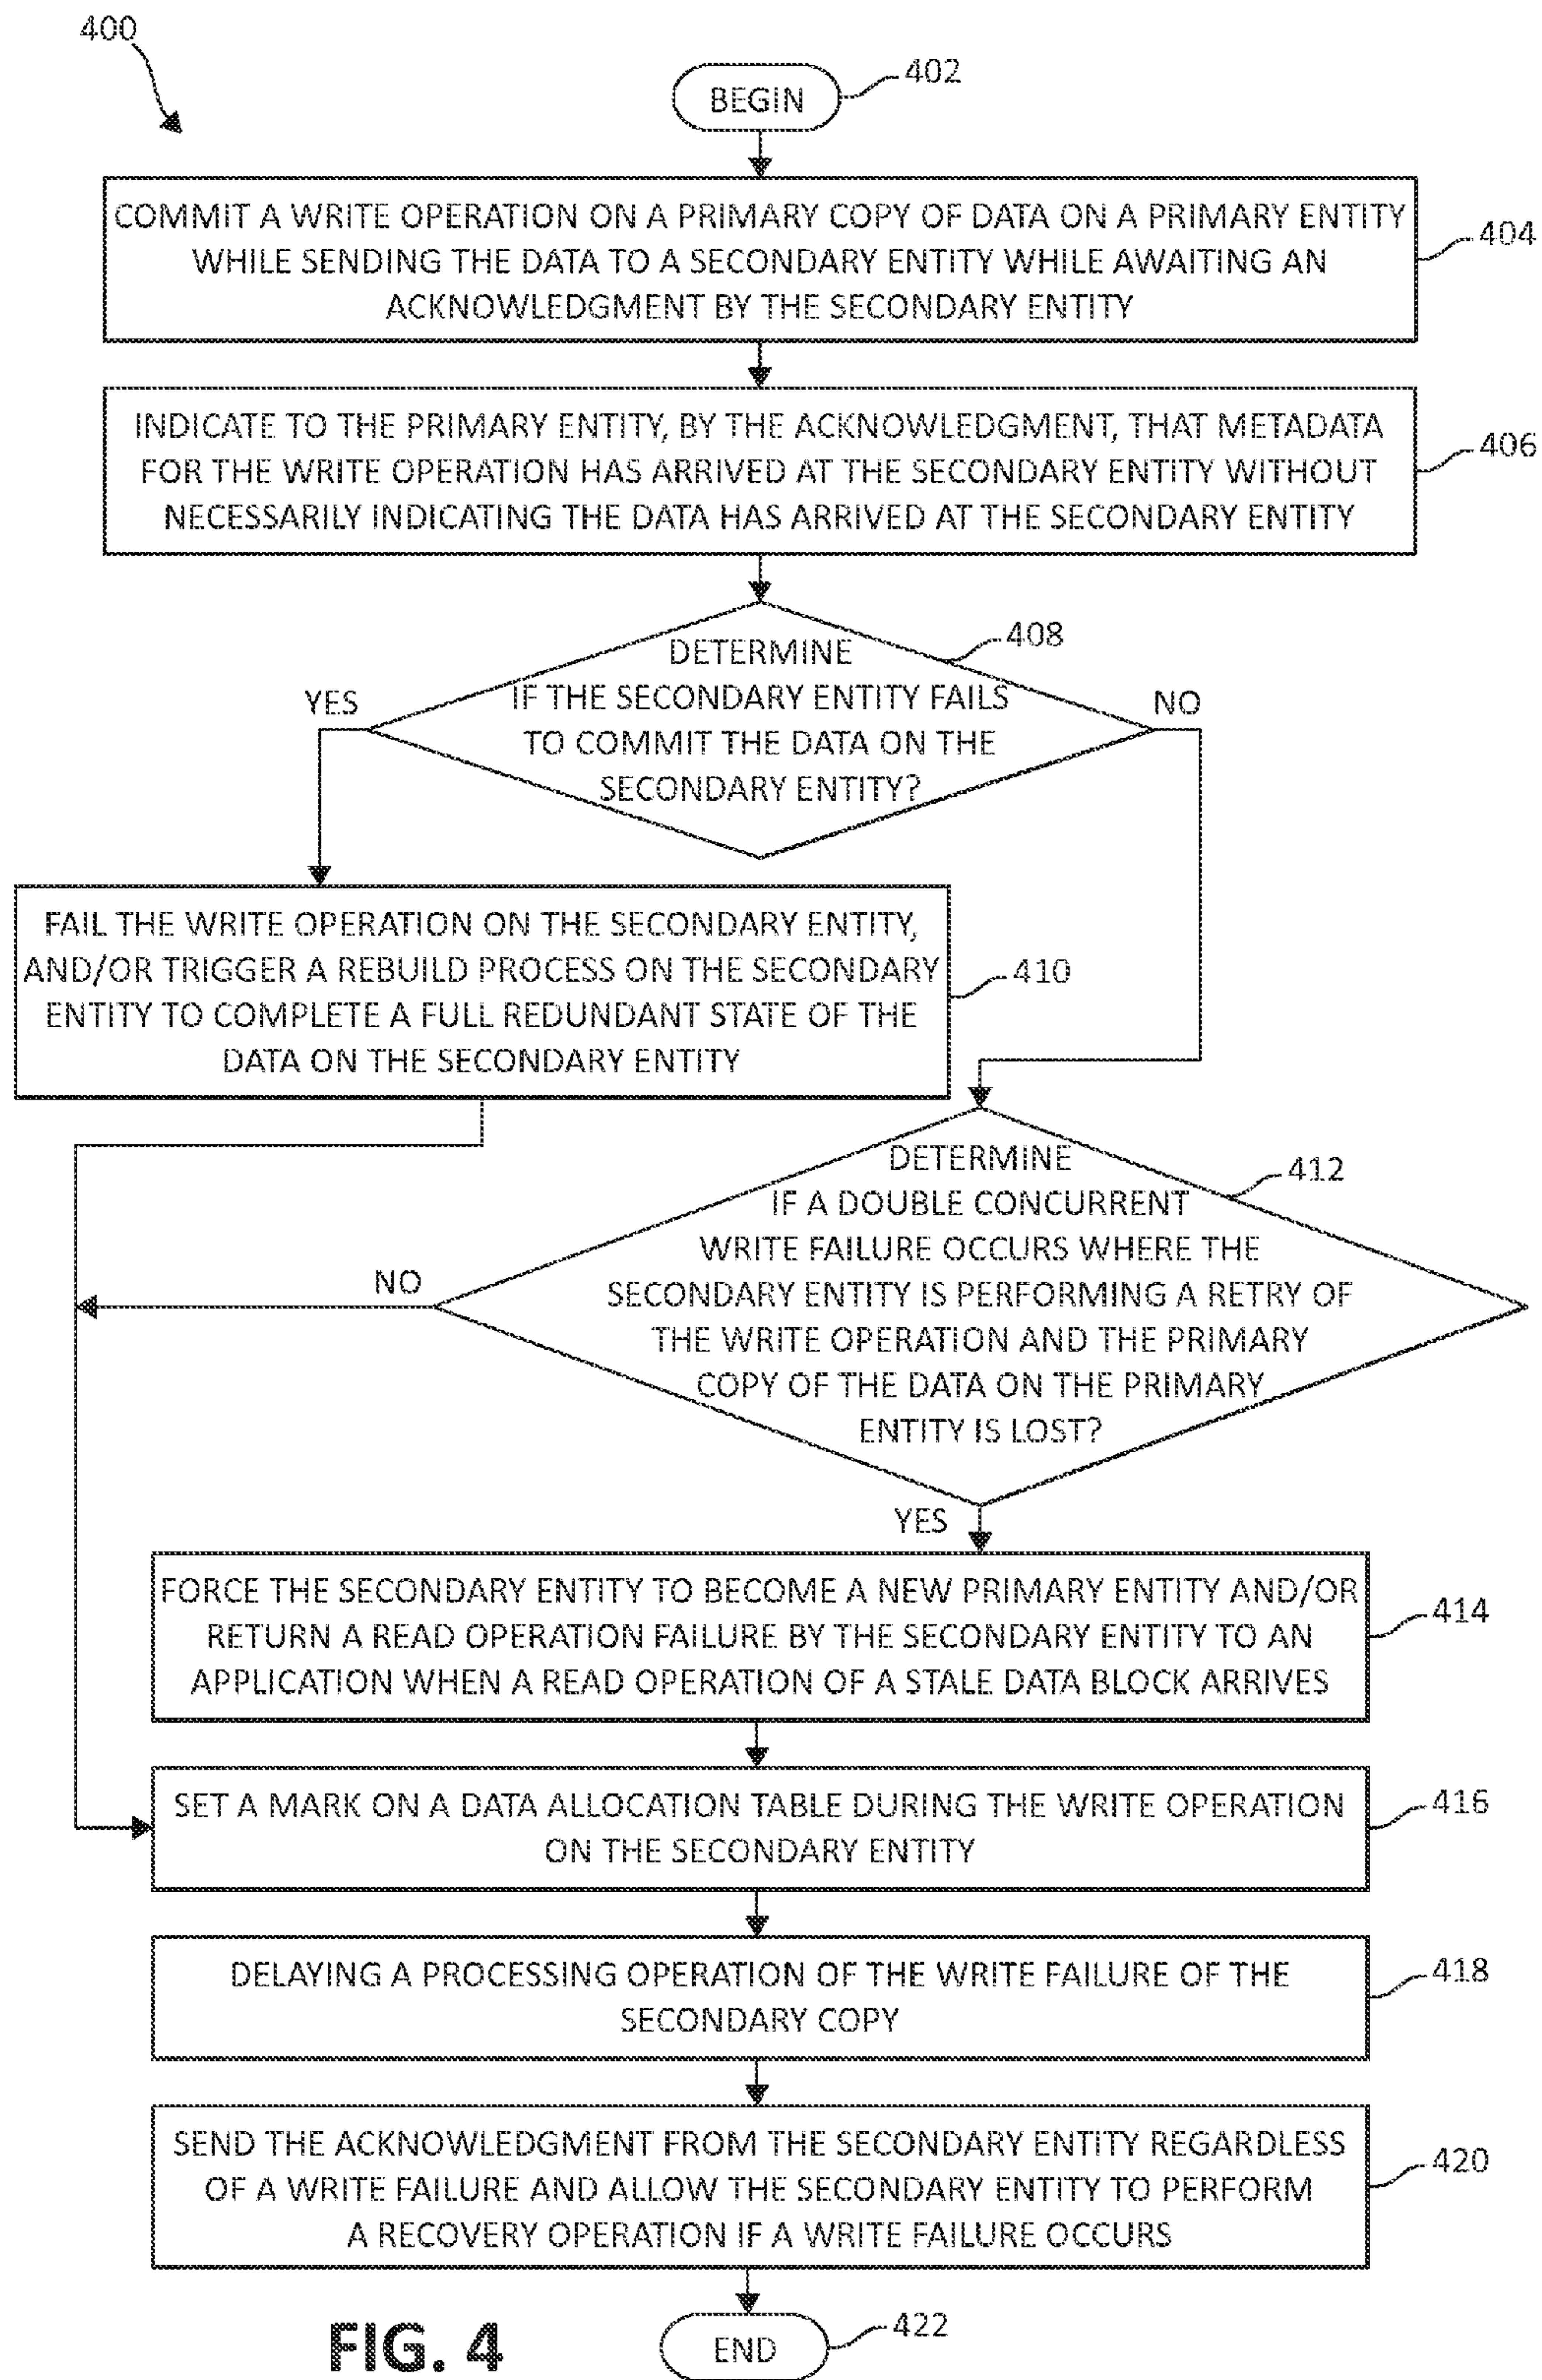 400
BEGIN
402
COMMIT A WRITE OPERATION ON A PRIMARY COPY OF DATA ON A PRIMARY ENTITY
WHILE SENDING THE DATA TO A SECONDARY ENTITY WHILE AWAITING AN
ACKNOWLEDGMENT BY THE SECONDARY ENTITY
404
INDICATE TO THE PRIMARY ENTITY, BY THE ACKNOWLEDGMENT, THAT METADATA
FOR THE WRITE OPERATION HAS ARRIVED AT THE SECONDARY ENTITY WITHOUT
NECESSARILY INDICATING THE DATA HAS ARRIVED AT THE SECONDARY ENTITY
406
DETERMINE
IF THE SECONDARY ENTITY FAILS
TO COMMIT THE DATA ON THE
SECONDARY ENTITY?
408
YES
NO
FAIL THE WRITE OPERATION ON THE SECONDARY ENTITY,
AND/OR TRIGGER A REBUILD PROCESS ON THE SECONDARY
ENTITY TO COMPLETE A FULL REDUNDANT STATE OF THE
DATA ON THE SECONDARY ENTITY
410
DETERMINE
IF A DOUBLE CONCURRENT
WRITE FAILURE OCCURS WHERE THE
SECONDARY ENTITY IS PERFORMING A RETRY OF
THE WRITE OPERATION AND THE PRIMARY
COPY OF THE DATA ON THE PRIMARY
ENTITY IS LOST?
412
NO
YES
FORCE THE SECONDARY ENTITY TO BECOME A NEW PRIMARY ENTITY AND/OR
RETURN A READ OPERATION FAILURE BY THE SECONDARY ENTITY TO AN
APPLICATION WHEN A READ OPERATION OF A STALE DATA BLOCK ARRIVES
414
SET A MARK ON A DATA ALLOCATION TABLE DURING THE WRITE OPERATION
ON THE SECONDARY ENTITY
416
DELAYING A PROCESSING OPERATION OF THE WRITE FAILURE OF THE
SECONDARY COPY
418
SEND THE ACKNOWLEDGMENT FROM THE SECONDARY ENTITY REGARDLESS
OF A WRITE FAILURE AND ALLOW THE SECONDARY ENTITY TO PERFORM
A RECOVERY OPERATION IF A WRITE FAILURE OCCURS
420
END
422
FIG. 4